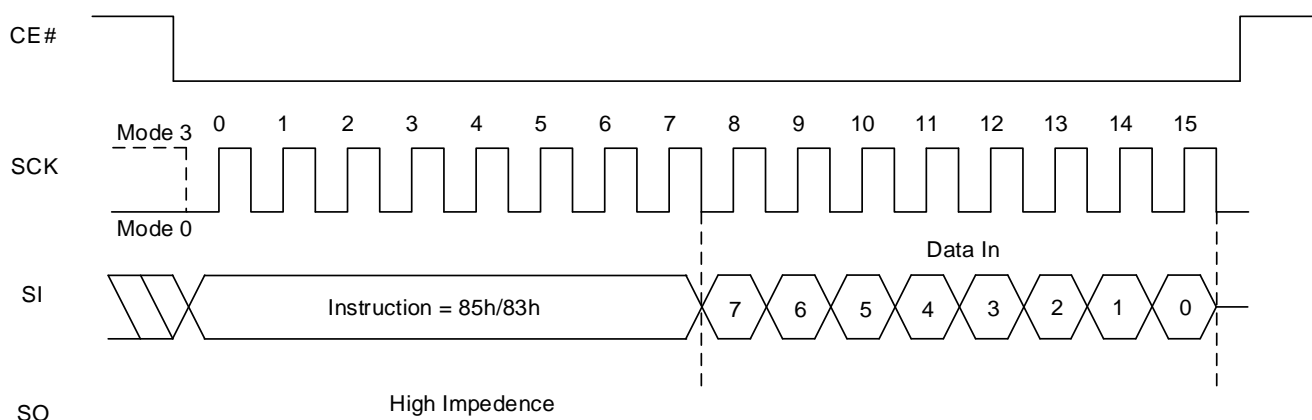 CE#
0 1 2 3 4 5 6 7 8 9 10 11 12 13 14 15
Mode 3
SCK
Mode 0
Data In
SI
Instruction = 85h/83h
7 6 5 4 3 2 1 0
High Impedence
SO